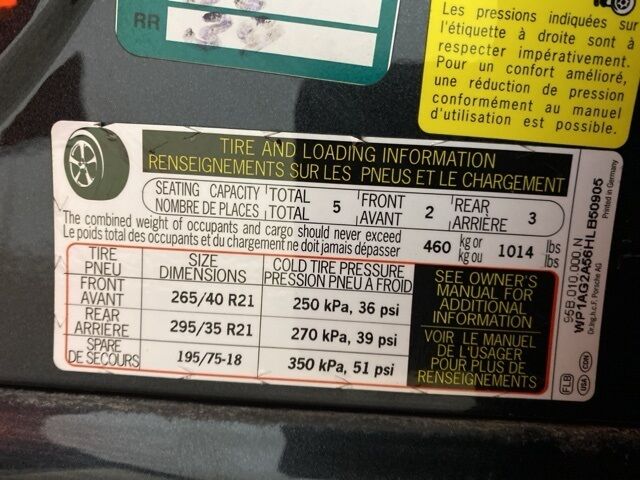 RR
Les pressions indiquées sur
l'étiquette à droite sont à
respecter impérativement.
Pour un confort amélioré,
une réduction de pression
conformément au manuel
d'utilisation est possible.
TIRE AND LOADING INFORMATION
RENSEIGNEMENTS SUR LES PNEUS ET LE CHARGEMENT
SEATING CAPACITY TOTAL 5 FRONT 2 REAR 3
NOMBRE DE PLACES TOTAL AVANT ARRIÈRE
The combined weight of occupants and cargo should never exceed 460 kg or 1014 lbs
Le poids total des occupants et du chargement ne doit jamais dépasser kg ou lbs
TIRE SIZE COLD TIRE PRESSURE
PNEU DIMENSIONS PRESSION PNEU A FROID
FRONT
AVANT 265/40 R21 250 kPa, 36 psi
REAR
ARRIÈRE 295/35 R21 270 kPa, 39 psi
SPARE
DE SECOURS 195/75-18 350 kPa, 51 psi
SEE OWNER'S
MANUAL FOR
ADDITIONAL
INFORMATION
VOIR LE MANUEL
DE L'USAGER
POUR PLUS DE
RENSEIGNEMENTS
95B 010 000 N
WP1AG2A56HLB50905
Dr.Ing.h.c.F. Porsche AG
Printed in Germany
FLB
USA CDN